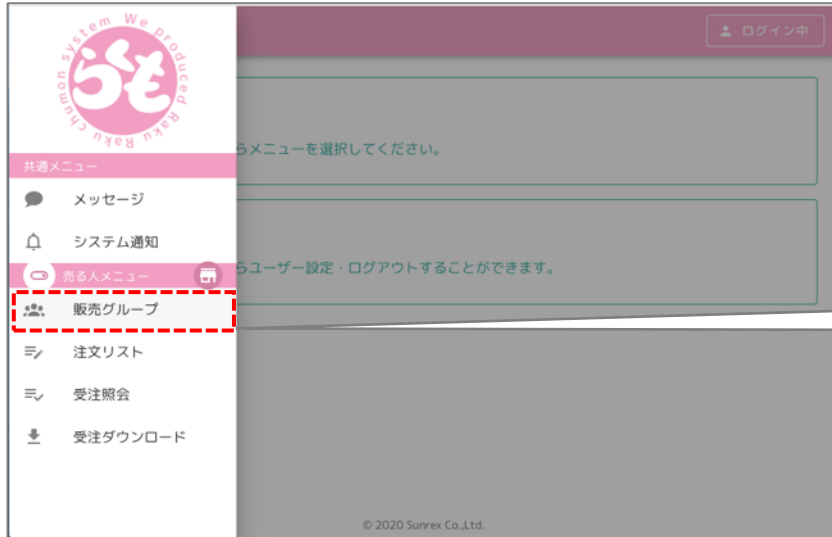 system We produced Raku Raku chumon
らくも
ログイン中
共通メニュー
らメニューを選択してください。
メッセージ
システム通知
売る人メニュー
らユーザー設定・ログアウトすることができます。
販売グループ
注文リスト
受注照会
受注ダウンロード
© 2020 Sunrex Co.,Ltd.